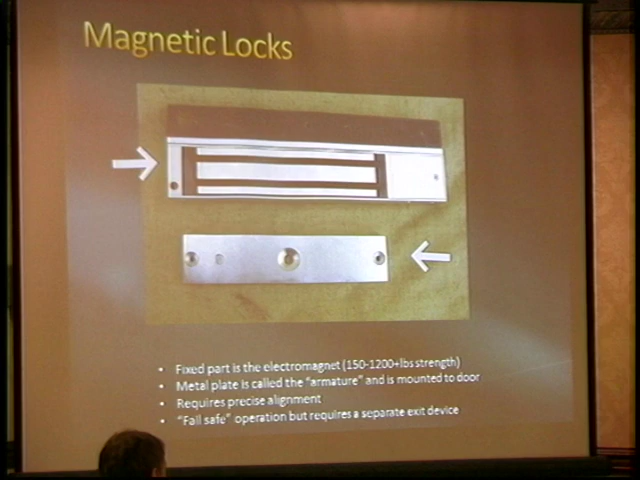 Magnetic Locks
• Fixed part is the electromagnet (150-1200+lbs strength)
• Metal plate is called the "armature" and is mounted to door
• Requires precise alignment
• "Fail safe" operation but requires a separate exit device